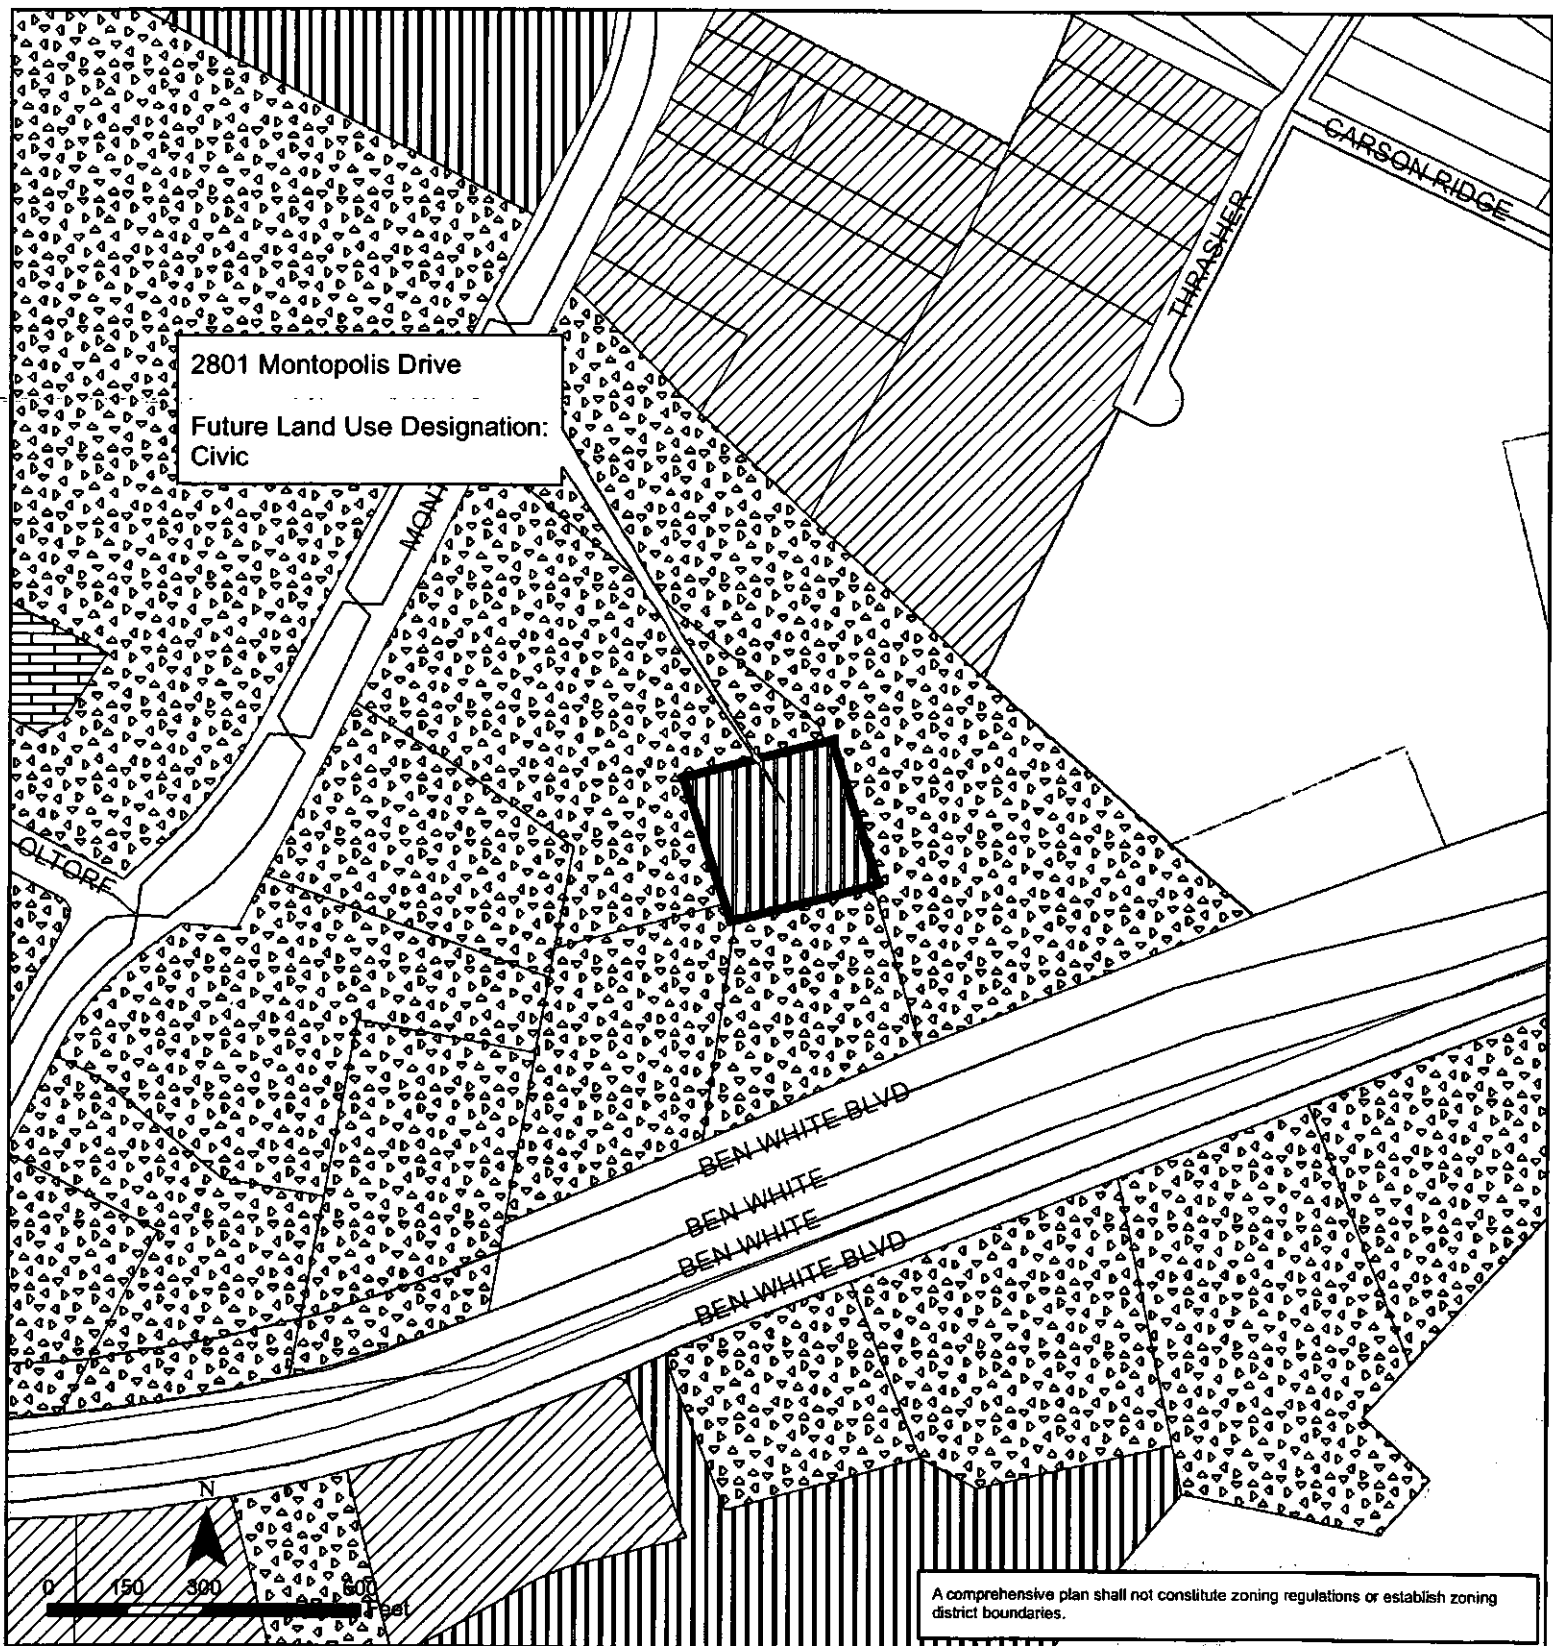 CARSON RIDGE
THRASHER
2801 Montopolis Drive
Future Land Use Designation:
Civic
MONT
OLTORF
BEN WHITE BLVD
BEN WHITE
BEN WHITE
BEN WHITE BLVD
N
0 150 300 600
Feet
A comprehensive plan shall not constitute zoning regulations or establish zoning
district boundaries.